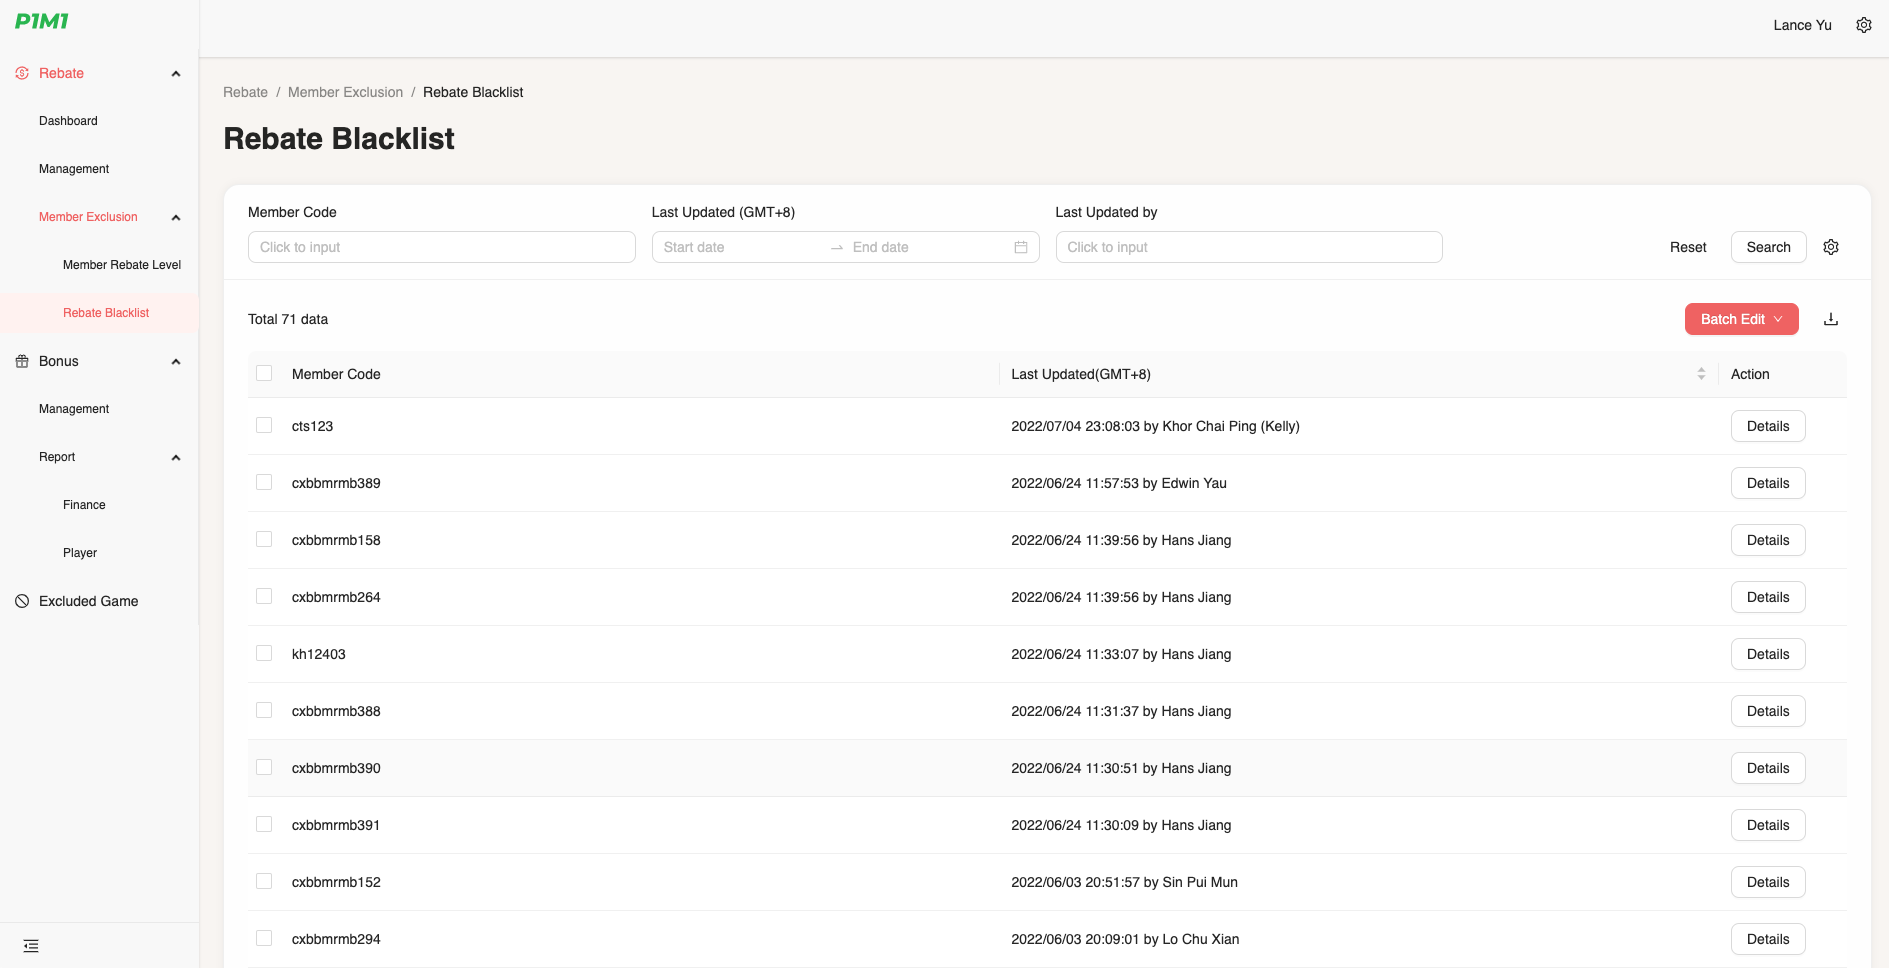 P1M1
Lance Yu
Rebate
Dashboard
Management
Member Exclusion
Member Rebate Level
Rebate Blacklist
Bonus
Management
Report
Finance
Player
Excluded Game
Rebate / Member Exclusion / Rebate Blacklist
Rebate Blacklist
Member Code Last Updated (GMT+8) Last Updated by
Click to input Start date → End date Click to input Reset Search
Total 71 data Batch Edit
Member Code Last Updated(GMT+8) Action
cts123 2022/07/04 23:08:03 by Khor Chai Ping (Kelly) Details
cxbbmrmb389 2022/06/24 11:57:53 by Edwin Yau Details
cxbbmrmb158 2022/06/24 11:39:56 by Hans Jiang Details
cxbbmrmb264 2022/06/24 11:39:56 by Hans Jiang Details
kh12403 2022/06/24 11:33:07 by Hans Jiang Details
cxbbmrmb388 2022/06/24 11:31:37 by Hans Jiang Details
cxbbmrmb390 2022/06/24 11:30:51 by Hans Jiang Details
cxbbmrmb391 2022/06/24 11:30:09 by Hans Jiang Details
cxbbmrmb152 2022/06/03 20:51:57 by Sin Pui Mun Details
cxbbmrmb294 2022/06/03 20:09:01 by Lo Chu Xian Details